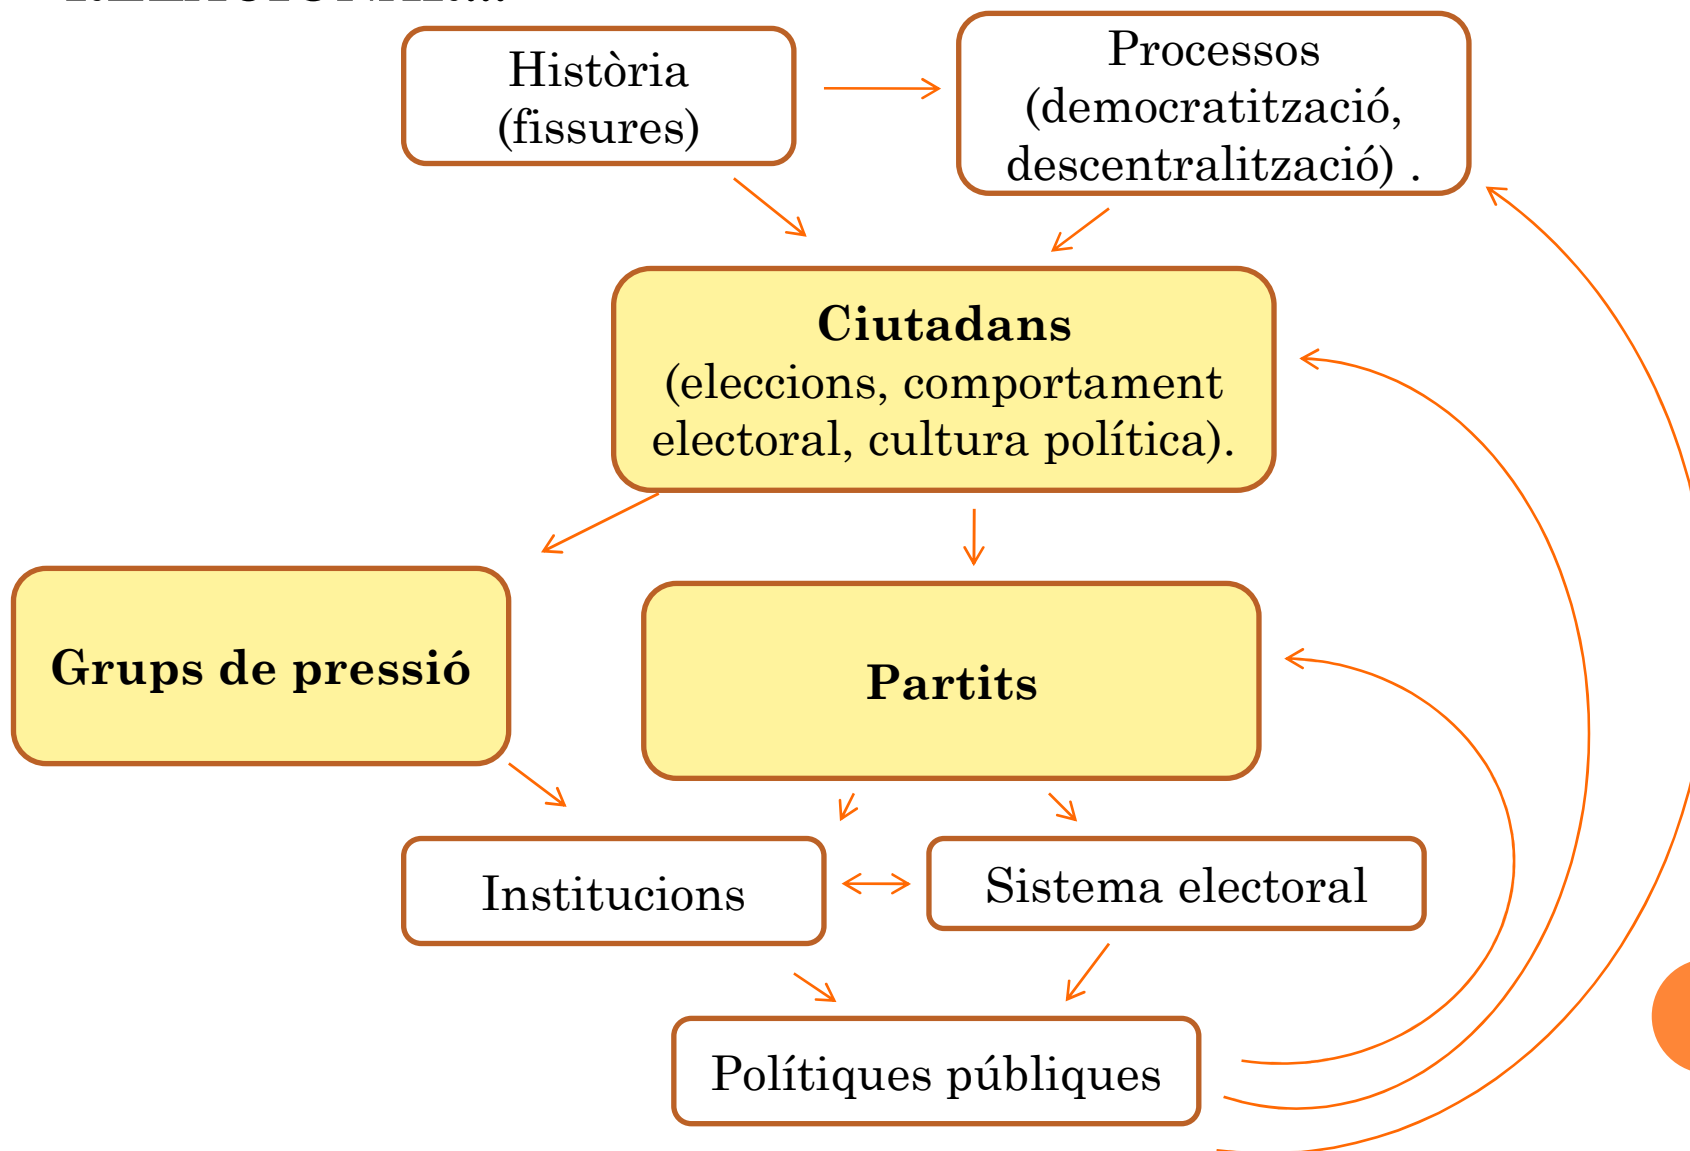 Història
(fissures)
Processos
(democratització,
descentralització) .
Ciutadans
(eleccions, comportament
electoral, cultura política).
Grups de pressió
Partits
Institucions
Sistema electoral
Polítiques públiques